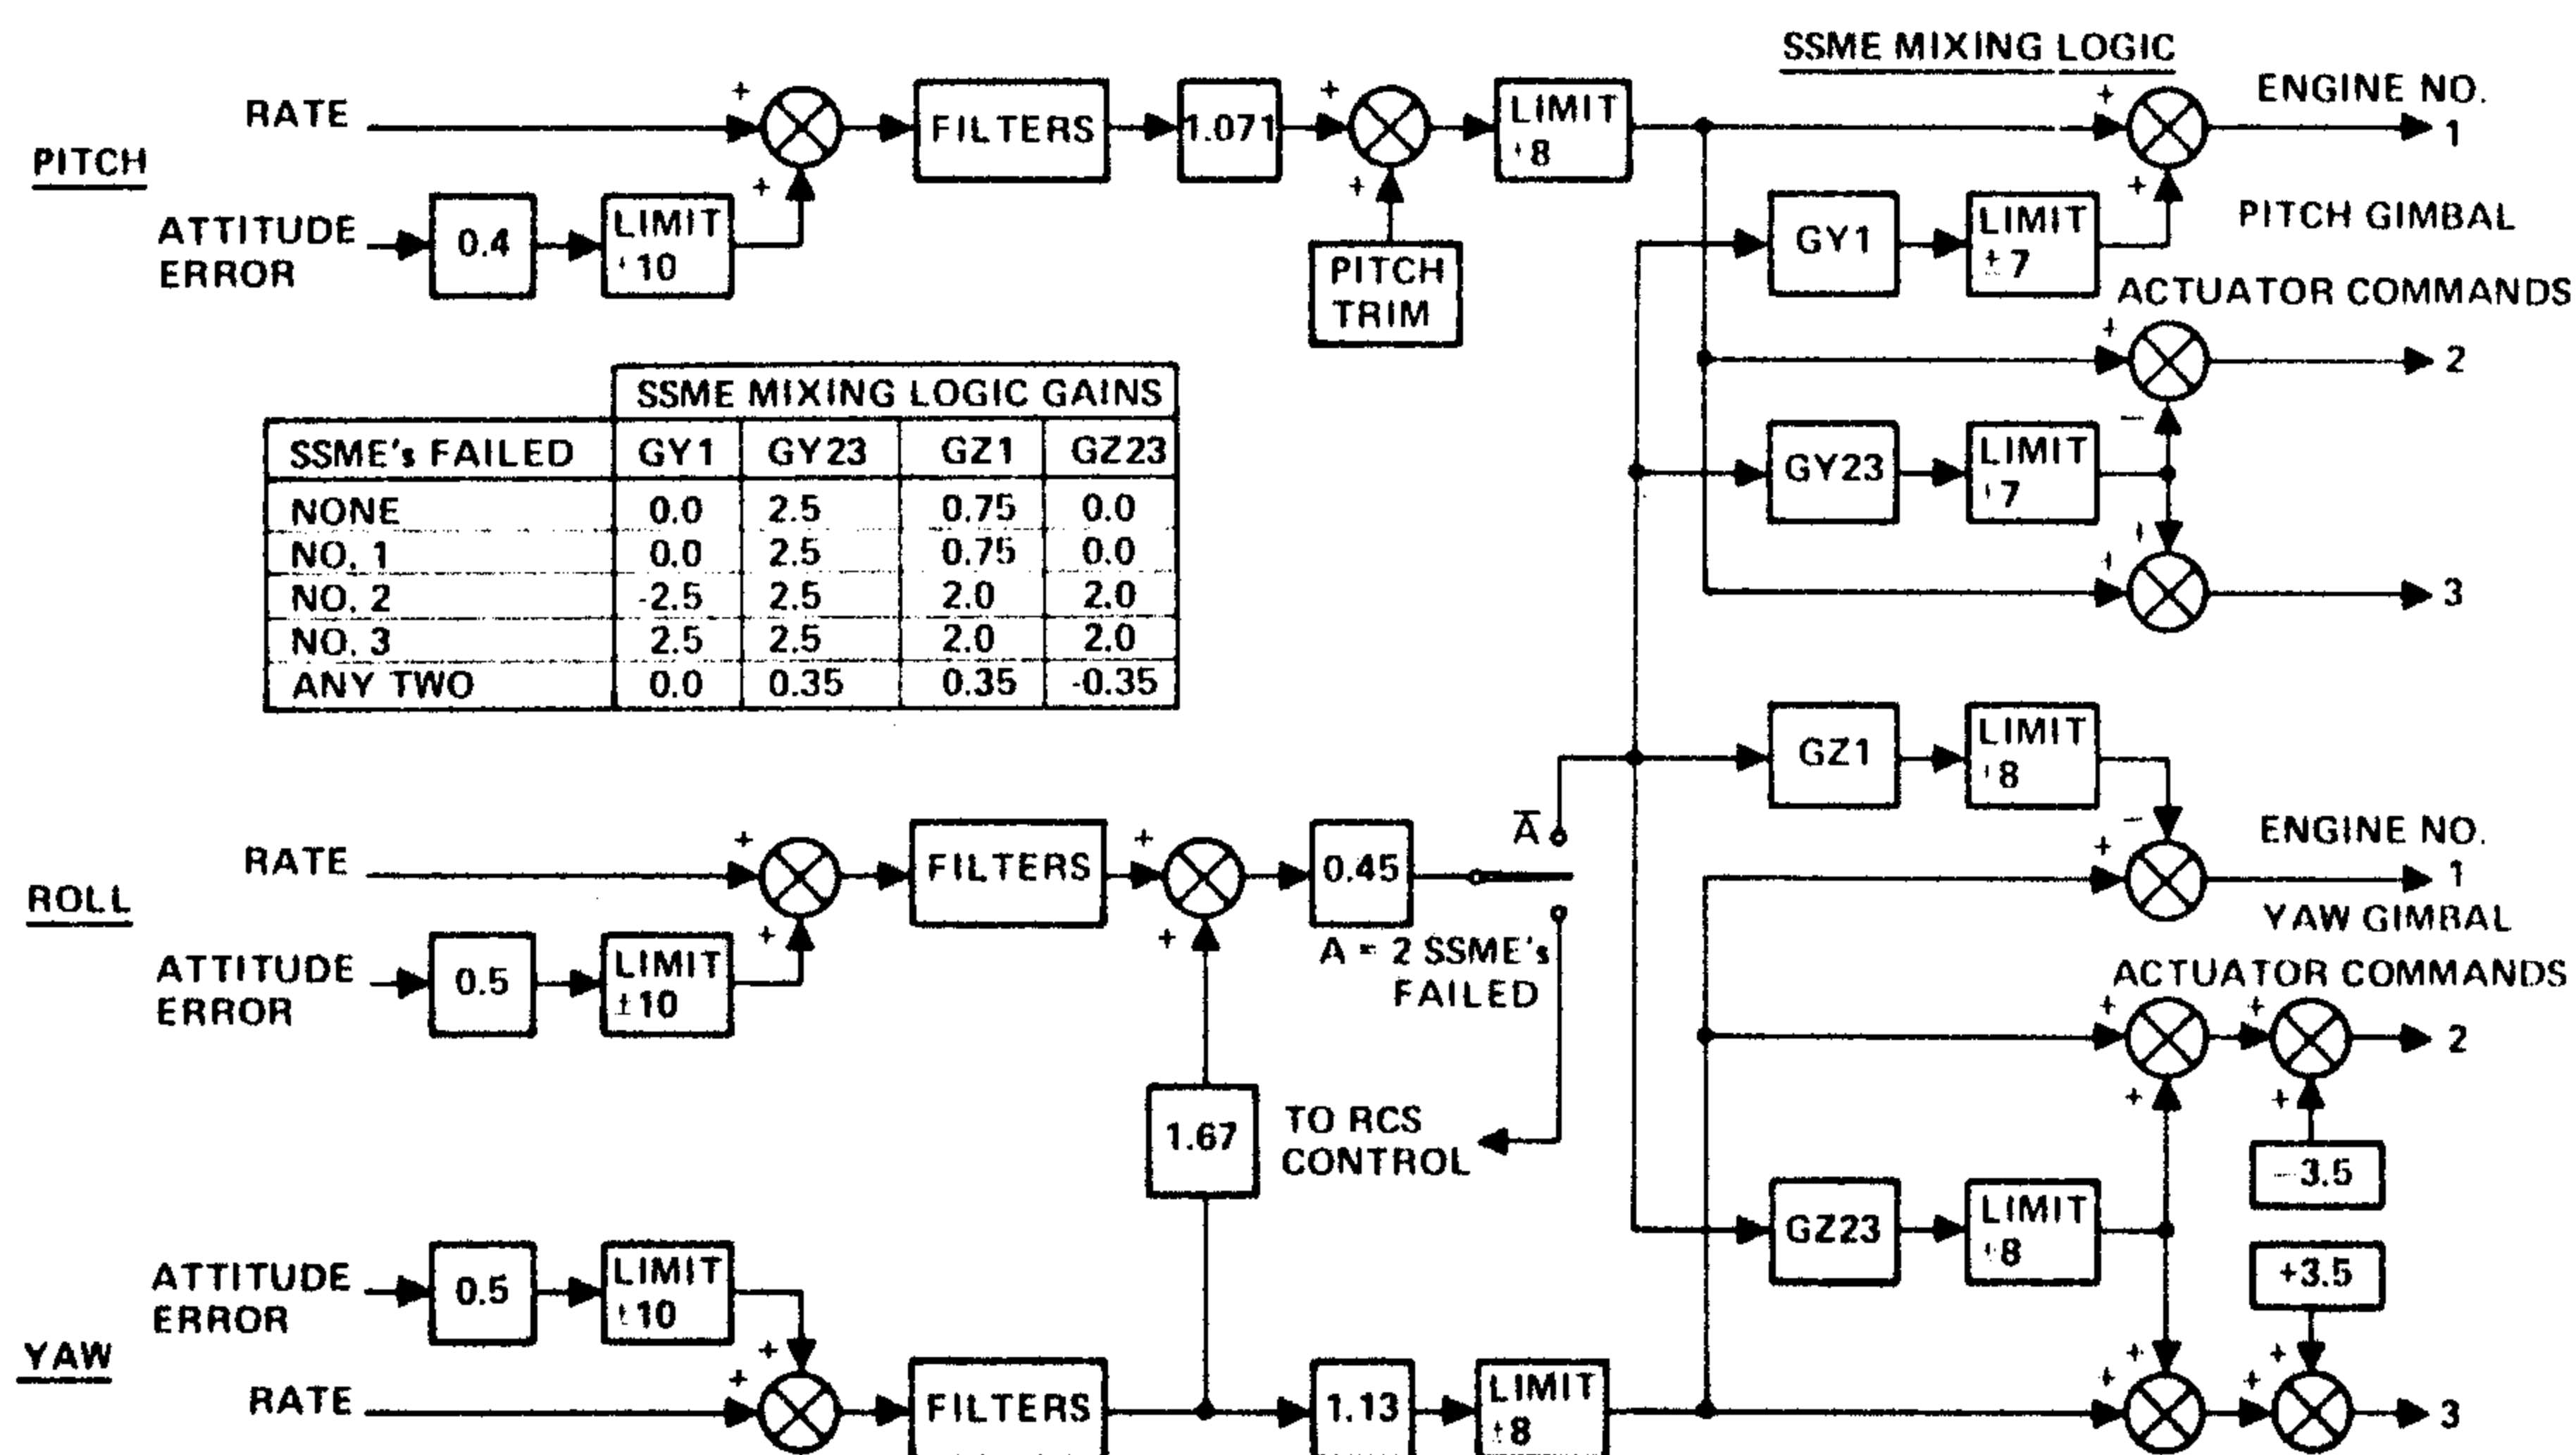 SSME MIXING LOGIC
PITCH
RATE
+
+
FILTERS
1.071
+
+
LIMIT
±8
+
+
ENGINE NO.
1
ATTITUDE
ERROR
0.4
LIMIT
±10
PITCH
TRIM
GY1
LIMIT
±7
PITCH GIMBAL
ACTUATOR COMMANDS
+
2
-
GY23
LIMIT
±7
+
+
3
SSME MIXING LOGIC GAINS
SSME's FAILED GY1 GY23 GZ1 GZ23
NONE 0.0 2.5 0.75 0.0
NO. 1 0.0 2.5 0.75 0.0
NO. 2 -2.5 2.5 2.0 2.0
NO. 3 2.5 2.5 2.0 2.0
ANY TWO 0.0 0.35 0.35 -0.35
GZ1
LIMIT
±8
-
+
ENGINE NO.
1
YAW GIMBAL
ACTUATOR COMMANDS
ROLL
RATE
+
+
FILTERS
+
+
0.45
A̅
A = 2 SSME's
FAILED
ATTITUDE
ERROR
0.5
LIMIT
±10
1.67
TO RCS
CONTROL
+
+
+
+
2
-3.5
GZ23
LIMIT
±8
+3.5
YAW
ATTITUDE
ERROR
0.5
LIMIT
±10
RATE
+
+
FILTERS
1.13
LIMIT
±8
+
+
+
+
3